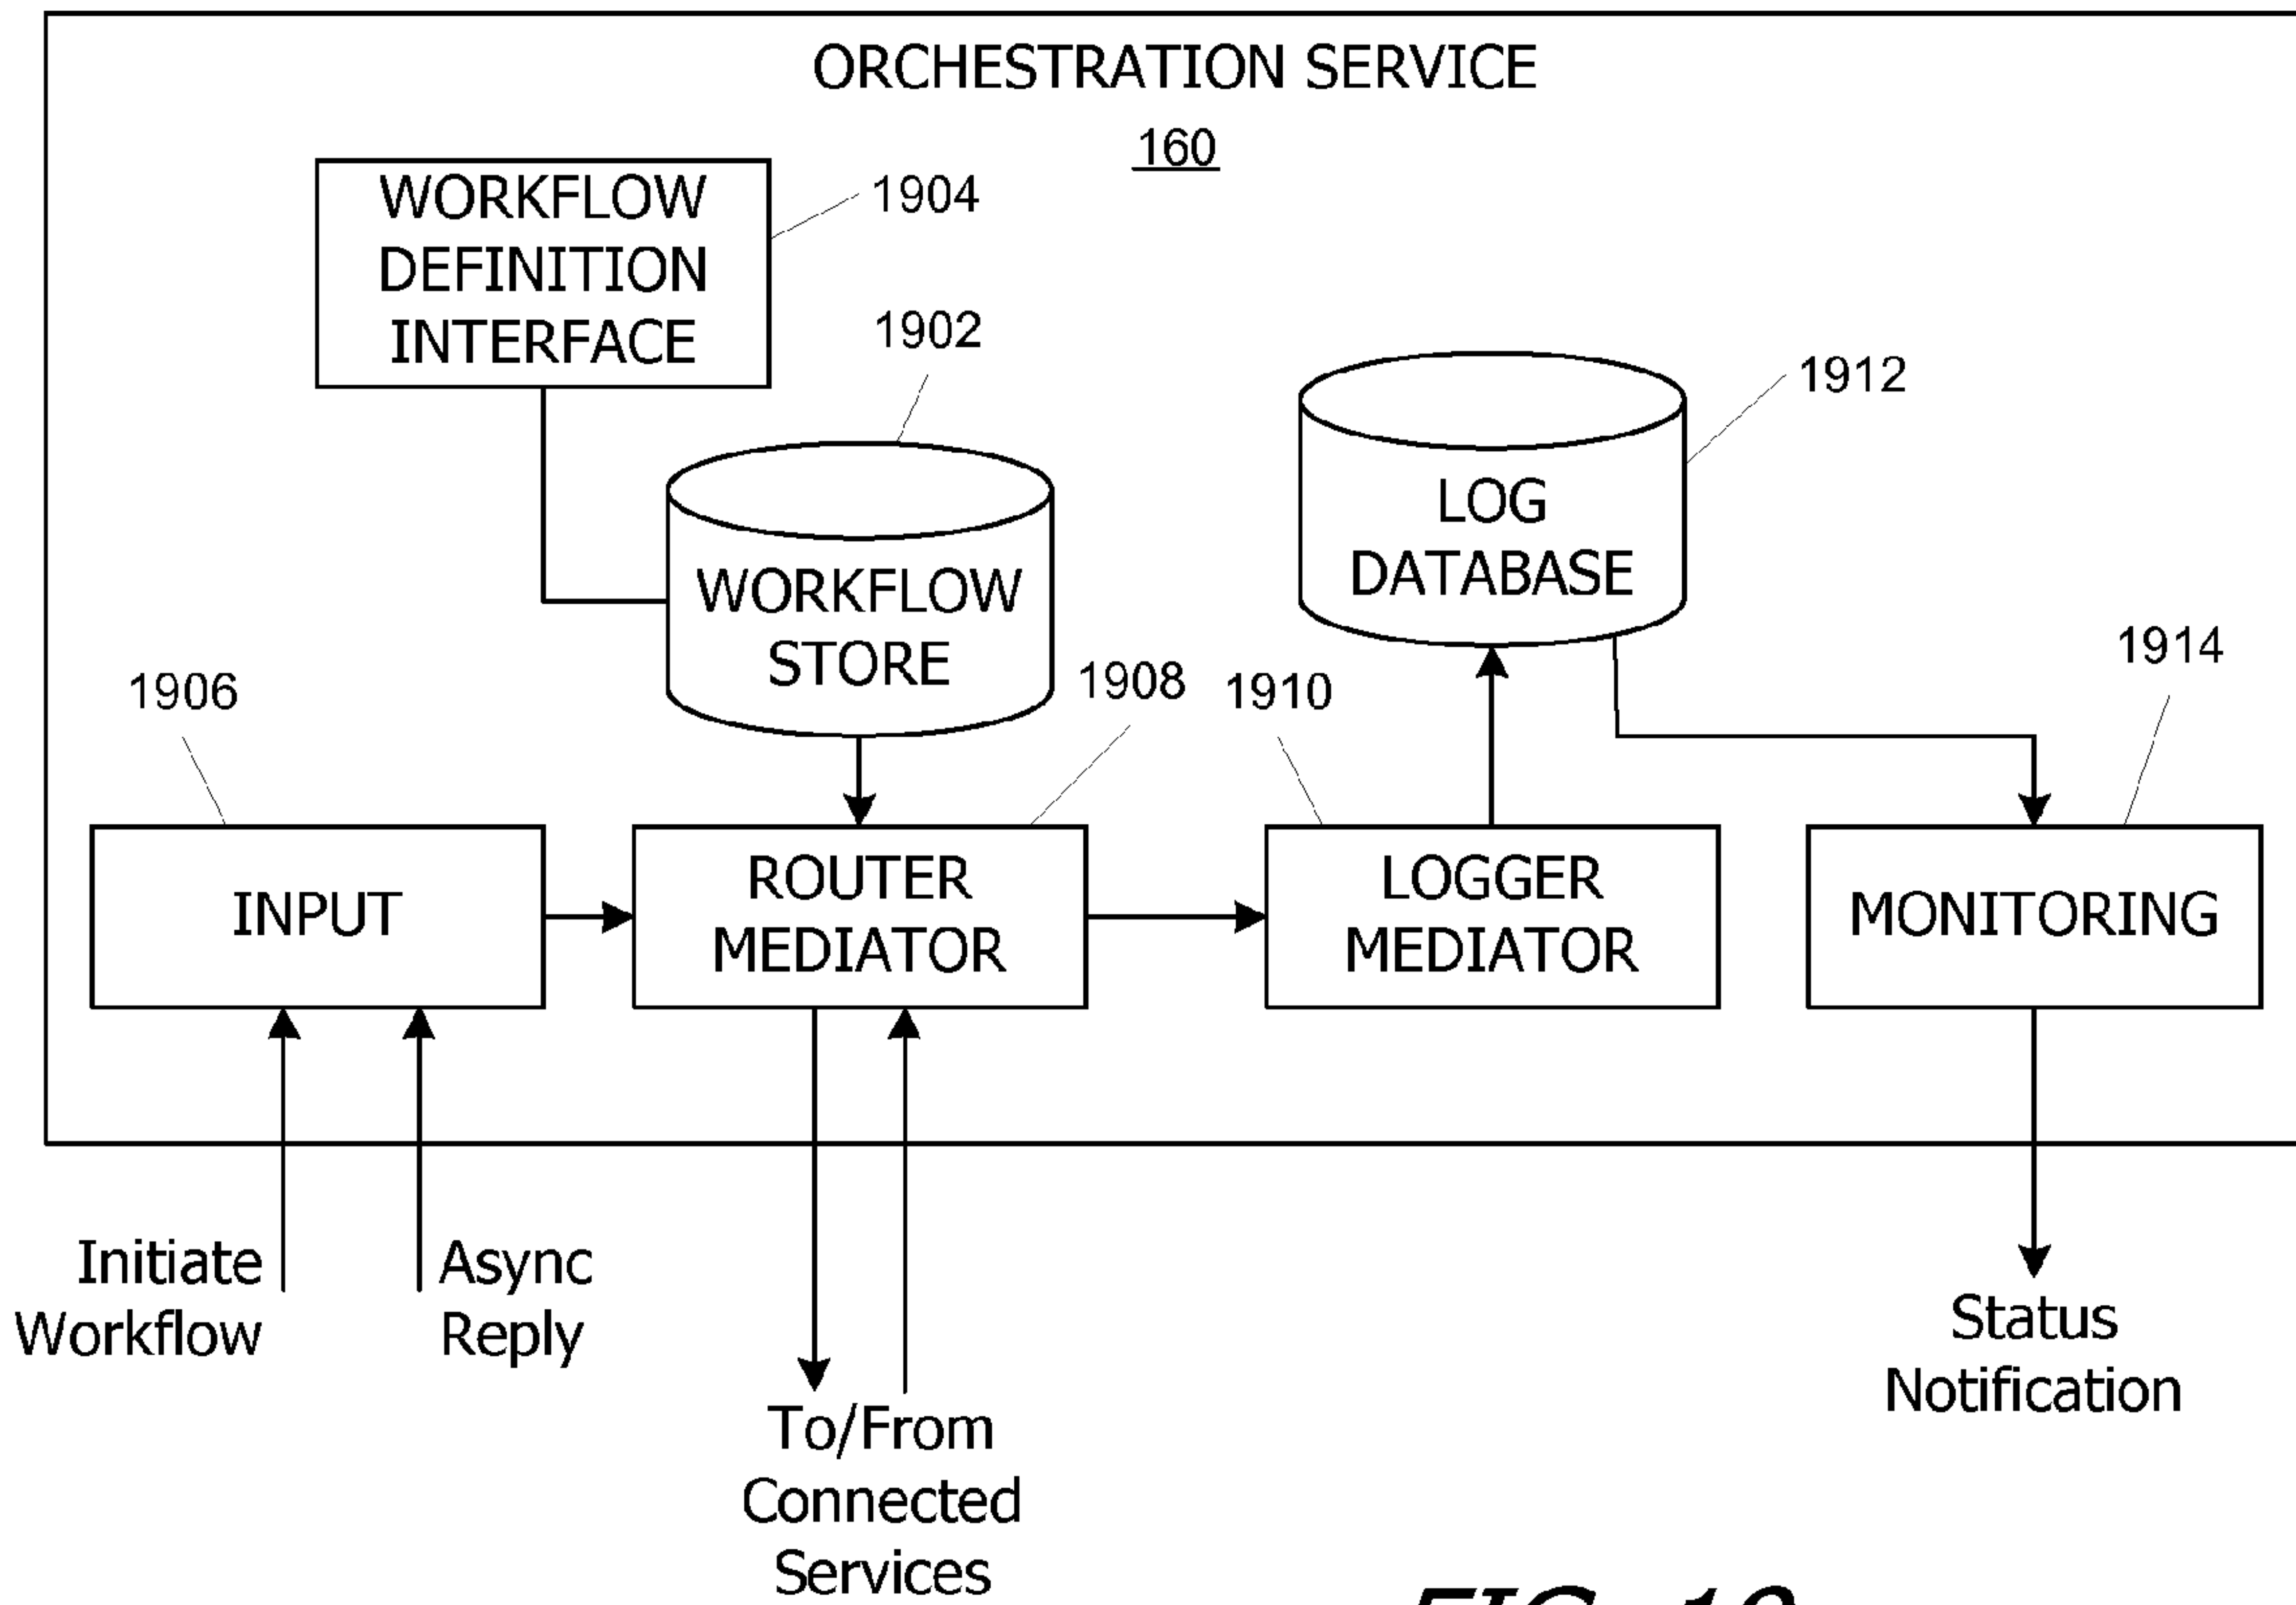 ORCHESTRATION SERVICE
160
WORKFLOW
DEFINITION
INTERFACE
1904
1902
WORKFLOW
STORE
1912
LOG
DATABASE
1906
1908
1910
1914
INPUT
ROUTER
MEDIATOR
LOGGER
MEDIATOR
MONITORING
Initiate
Workflow
Async
Reply
To/From
Connected
Services
Status
Notification